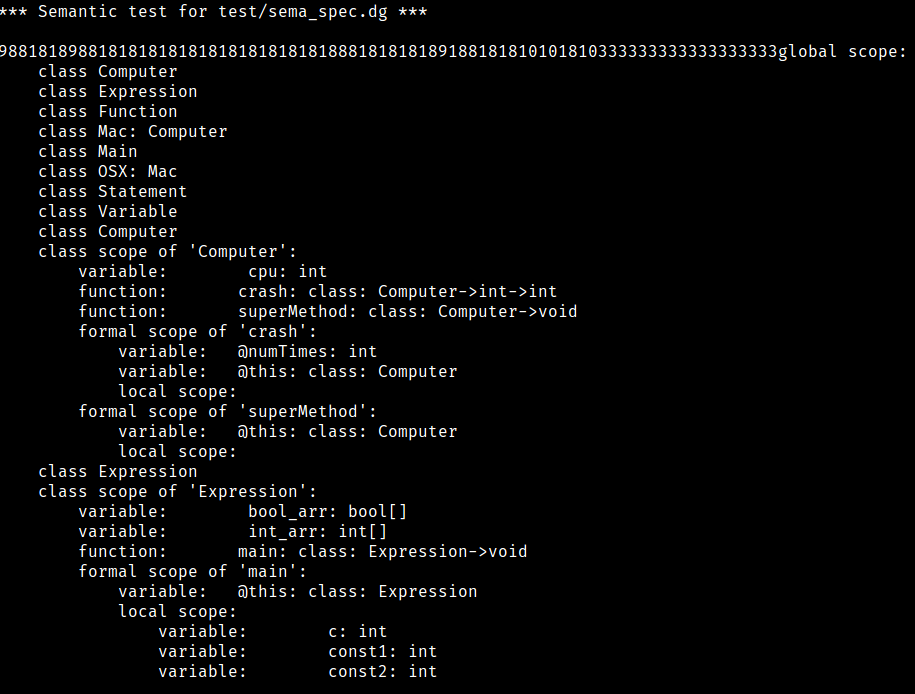 *** Semantic test for test/sema_spec.dg ***
988181898818181818181818181818181888181818189188181810101810333333333333333333global scope:
class Computer
class Expression
class Function
class Mac: Computer
class Main
class OSX: Mac
class Statement
class Variable
class Computer
class scope of 'Computer':
variable: cpu: int
function: crash: class: Computer->int->int
function: superMethod: class: Computer->void
formal scope of 'crash':
variable: @numTimes: int
variable: @this: class: Computer
local scope:
formal scope of 'superMethod':
variable: @this: class: Computer
local scope:
class Expression
class scope of 'Expression':
variable: bool_arr: bool[]
variable: int_arr: int[]
function: main: class: Expression->void
formal scope of 'main':
variable: @this: class: Expression
local scope:
variable: c: int
variable: const1: int
variable: const2: int